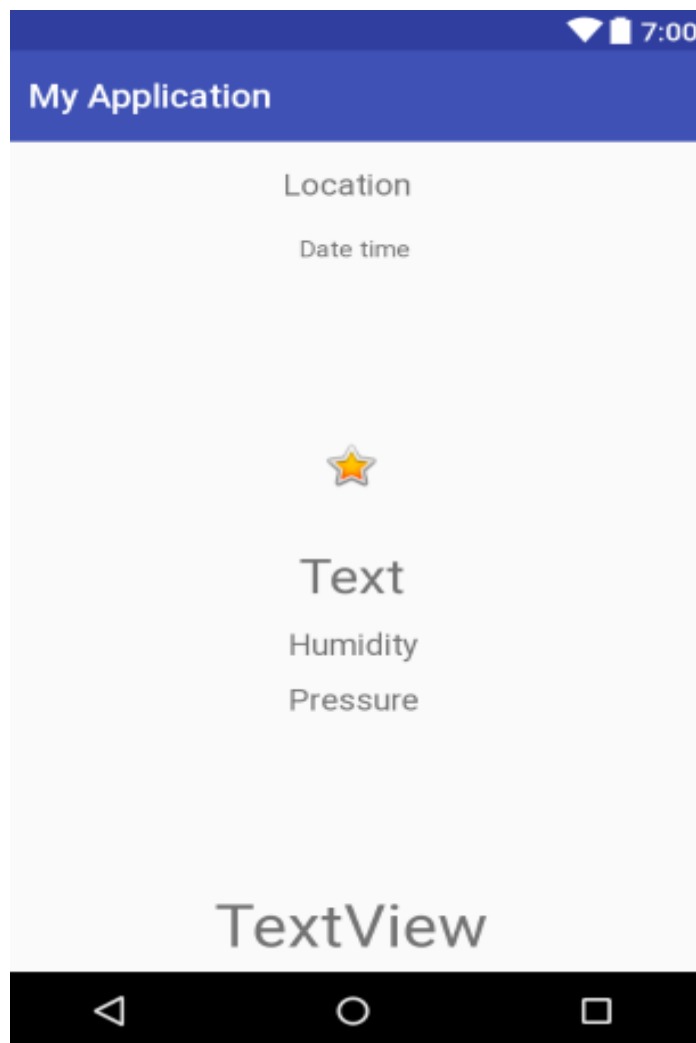 7:00
My Application
Location
Date time
Text
Humidity
Pressure
TextView